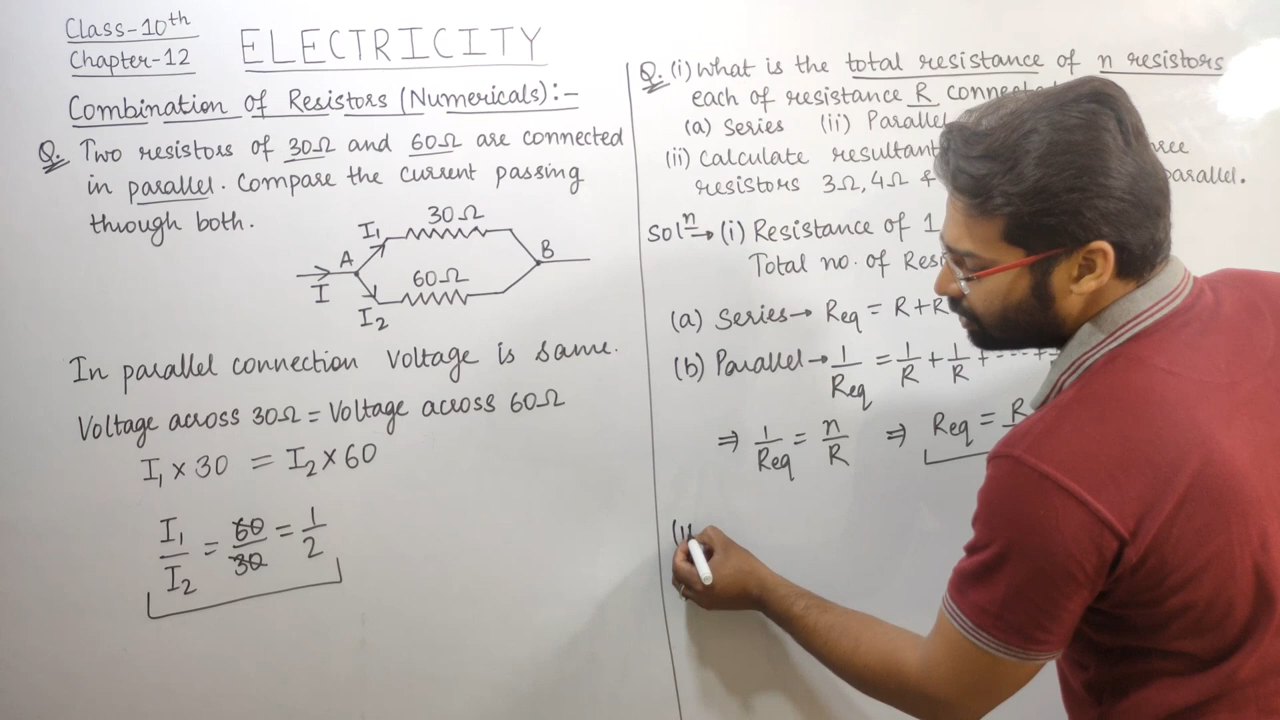 Class-10th
Chapter-12
ELECTRICITY
Combination of Resistors (Numericals):-
Q. Two resistors of 30Ω and 60Ω are connected
in parallel. Compare the current passing
through both.
I₁ 30Ω
A B
I 60Ω
I₂
In parallel connection Voltage is same.
Voltage across 30Ω = Voltage across 60Ω
I₁ × 30 = I₂ × 60
I₁/I₂ = 60/30 = 1/2
Q. (i) What is the total resistance of n resistors
each of resistance R
(a) Series (ii) Parallel
(ii) Calculate resultant
resistors 3Ω, 4Ω & parallel.
Solⁿ→ (i) Resistance of 1
Total no. of
(a) Series → Req = R+R
(b) Parallel → 1/Req = 1/R + 1/R + ---- +
⇒ 1/Req = n/R ⇒ Req = R